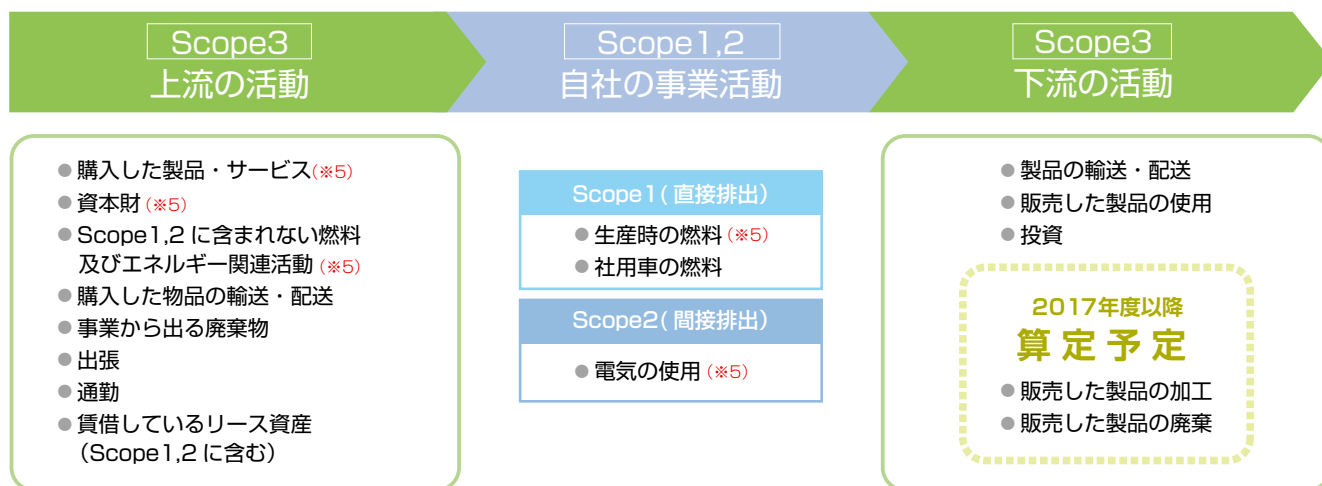 Scope3
上流の活動
Scope1,2
自社の事業活動
Scope3
下流の活動
●購入した製品・サービス(※5)
●資本財(※5)
●Scope1,2 に含まれない燃料
及びエネルギー関連活動(※5)
●購入した物品の輸送・配送
●事業から出る廃棄物
●出張
●通勤
●賃借しているリース資産
(Scope1,2 に含む)
Scope1(直接排出)
●生産時の燃料(※5)
●社用車の燃料
Scope2(間接排出)
●電気の使用(※5)
●製品の輸送・配送
●販売した製品の使用
●投資
2017年度以降
算定予定
●販売した製品の加工
●販売した製品の廃棄